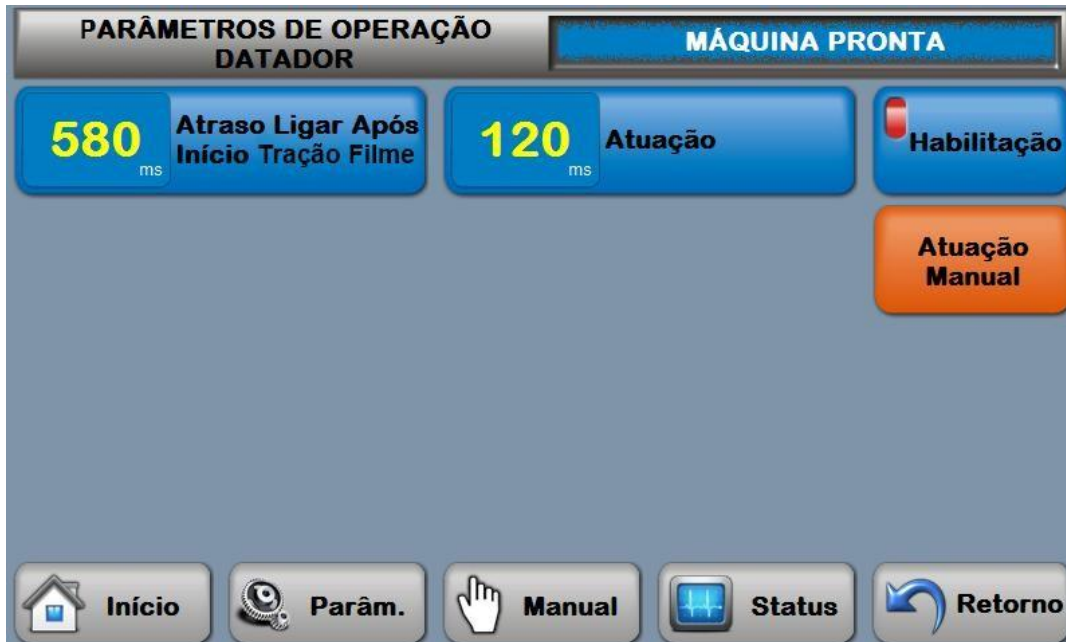 PARÂMETROS DE OPERAÇÃO
DATADOR
MÁQUINA PRONTA
580
ms
Atraso Ligar Após
Início Tração Filme
120
ms
Atuação
Habilitação
Atuação
Manual
Início
Parâm.
Manual
Status
Retorno